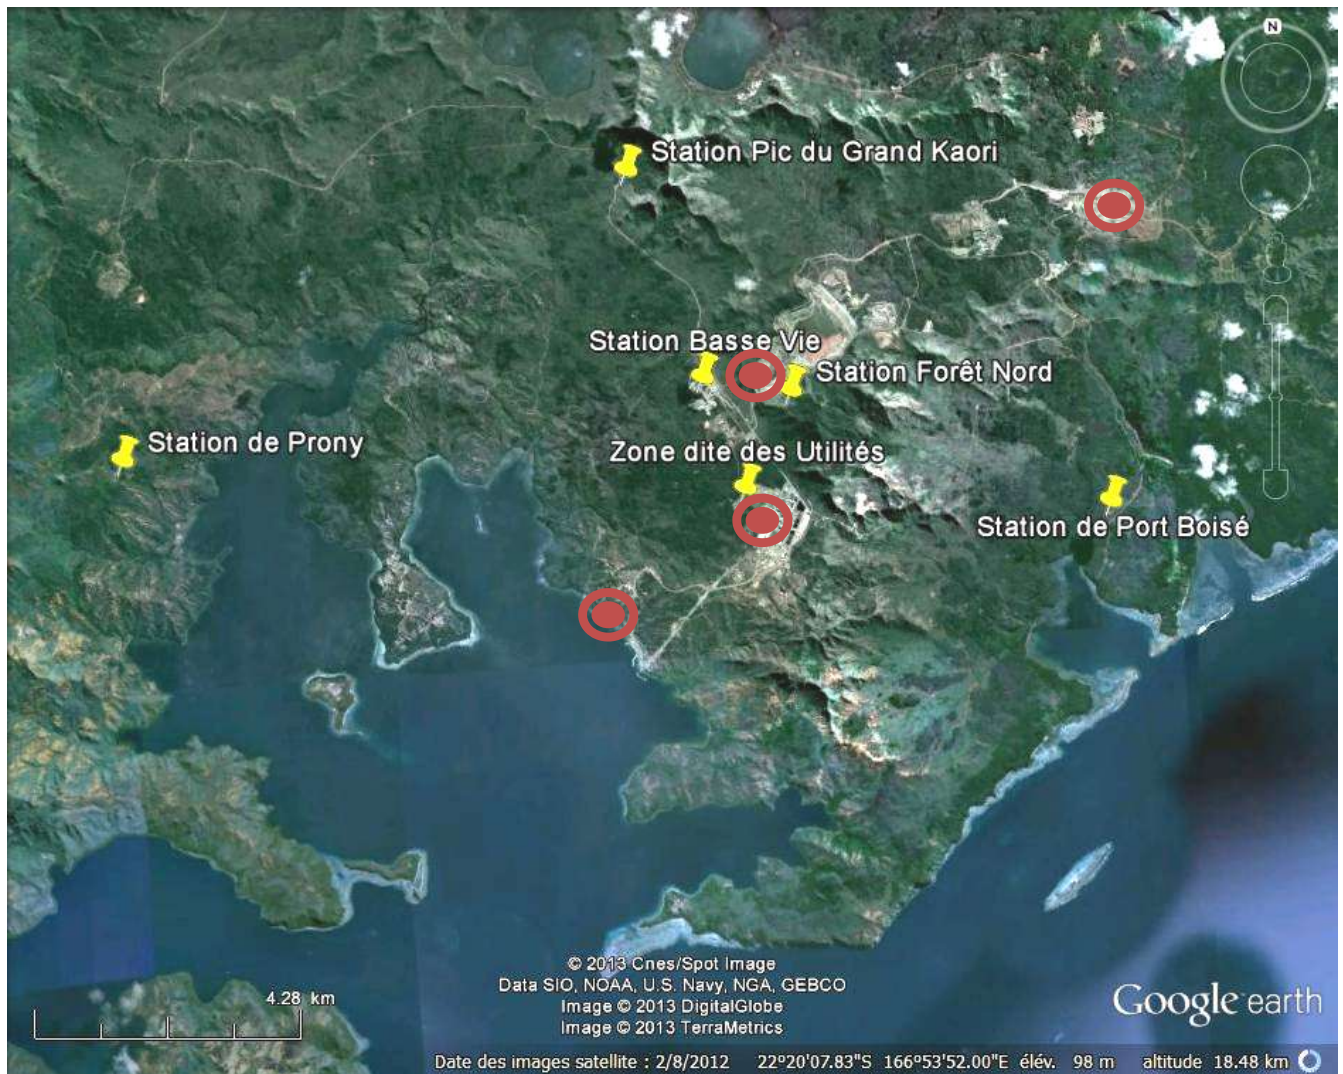 N
Station Pic du Grand Kaori
Station Basse Vie
Station Forêt Nord
Station de Prony
Zone dite des Utilités
Station de Port Boisé
© 2013 Cnes/Spot Image
Data SIO, NOAA, U.S. Navy, NGA, GEBCO
Image © 2013 DigitalGlobe
Image © 2013 TerraMetrics
4.28 km
Google earth
Date des images satellite : 2/8/2012 22°20'07.83"S 166°53'52.00"E élév. 98 m altitude 18.48 km